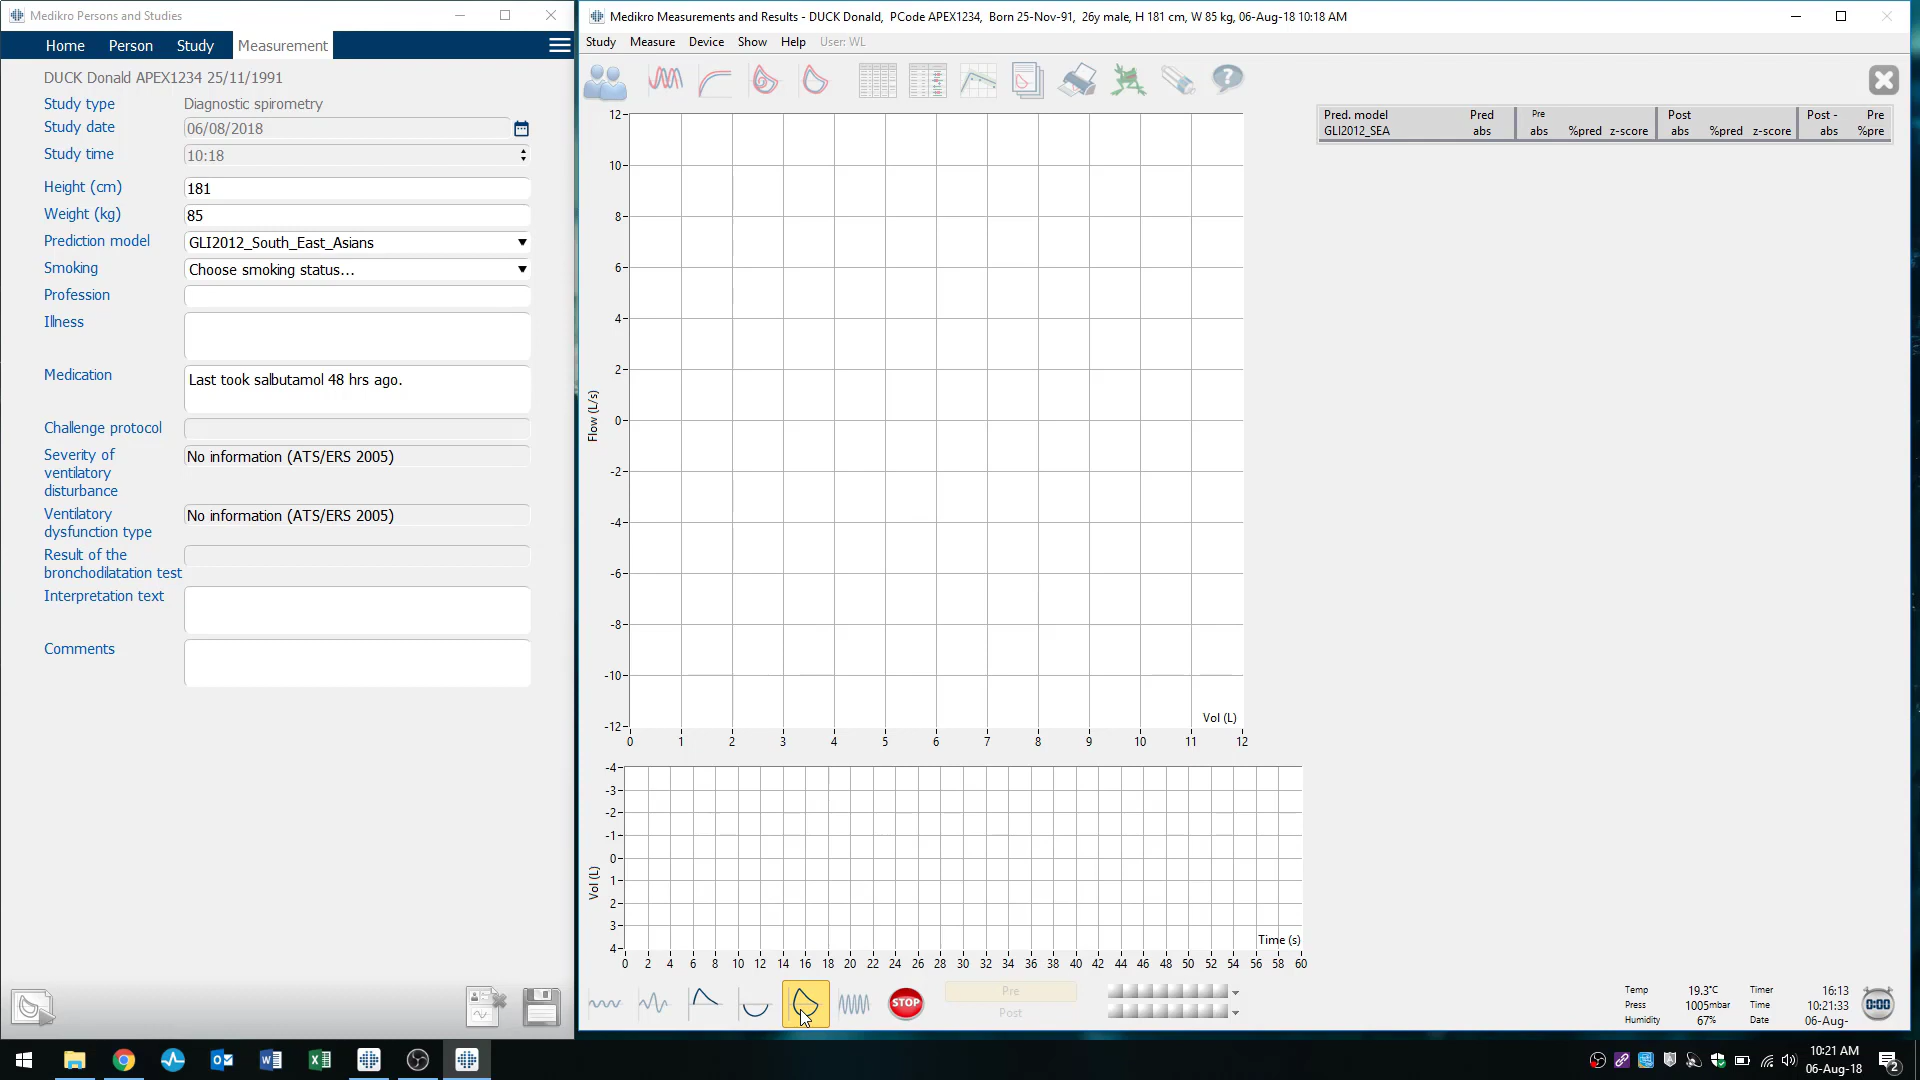 Medikro Persons and Studies
Home Person Study Measurement
DUCK Donald APEX1234 25/11/1991
Study type Diagnostic spirometry
Study date 06/08/2018
Study time 10:18
Height (cm) 181
Weight (kg) 85
Prediction model GLI2012_South_East_Asians
Smoking Choose smoking status...
Profession
Illness
Medication Last took salbutamol 48 hrs ago.
Challenge protocol
Severity of No information (ATS/ERS 2005)
ventilatory
disturbance
Ventilatory No information (ATS/ERS 2005)
dysfunction type
Result of the
bronchodilatation test
Interpretation text
Comments
Medikro Measurements and Results - DUCK Donald, PCode APEX1234, Born 25-Nov-91, 26y male, H 181 cm, W 85 kg, 06-Aug-18 10:18 AM
Study Measure Device Show Help User: WL
Pred. model Pred Pre Post Post - Pre
GLI2012_SEA abs abs %pred z-score abs %pred z-score abs %pre
12
10
8
6
4
2
0
-2
-4
-6
-8
-10
-12
Flow (L/s)
Vol (L)
0 1 2 3 4 5 6 7 8 9 10 11 12
-4
-3
-2
-1
0
1
2
3
4
Vol (L)
Time (s)
0 2 4 6 8 10 12 14 16 18 20 22 24 26 28 30 32 34 36 38 40 42 44 46 48 50 52 54 56 58 60
STOP
Pre
Post
Temp 19.3°C Timer 16:13
Press 1005mbar Time 10:21:33
Humidity 67% Date 06-Aug-
0:00
10:21 AM
06-Aug-18
2